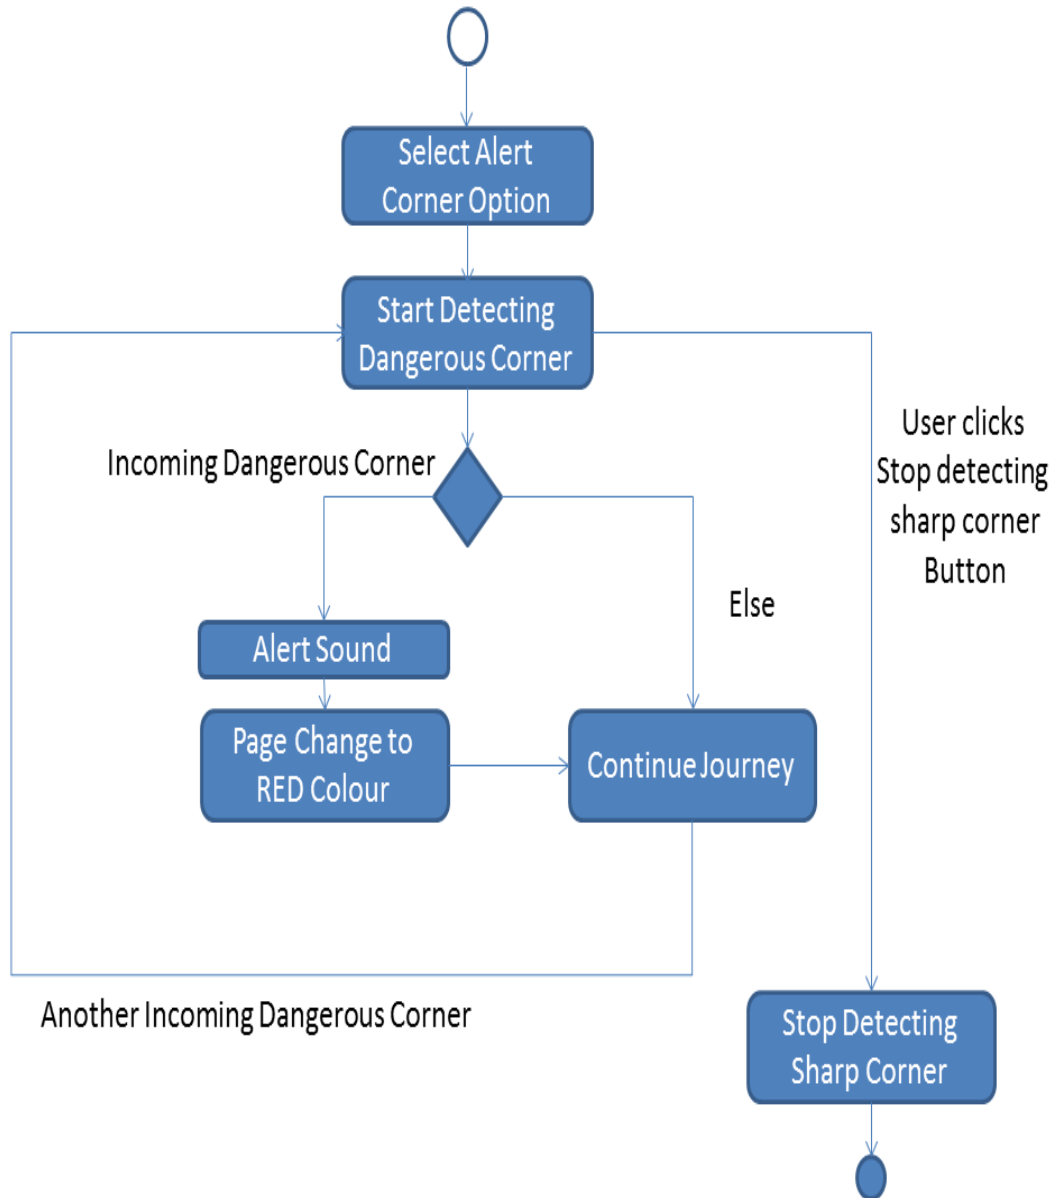 Select Alert
Corner Option
Start Detecting
Dangerous Corner
Incoming Dangerous Corner
User clicks
Stop detecting
sharp corner
Button
Else
Alert Sound
Page Change to
RED Colour
Continue Journey
Another Incoming Dangerous Corner
Stop Detecting
Sharp Corner